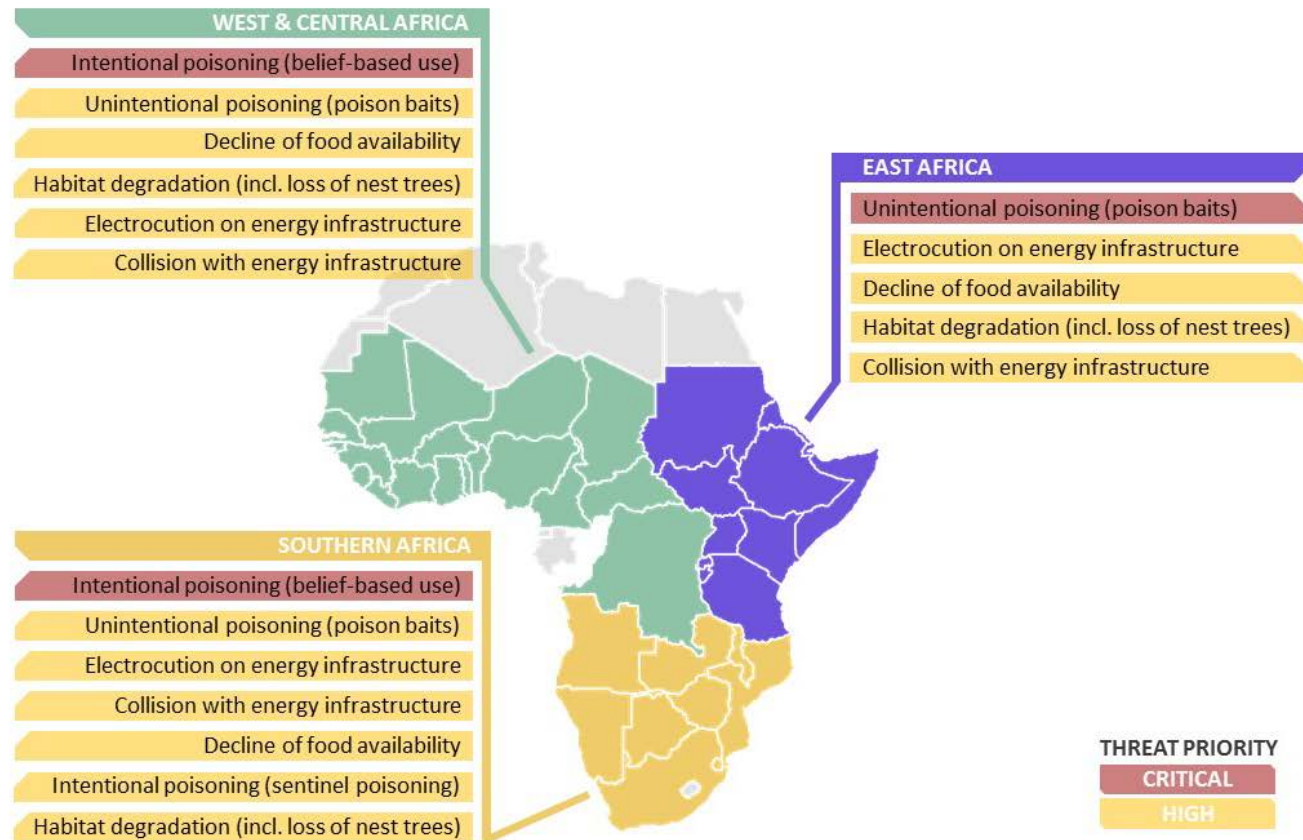 WEST & CENTRAL AFRICA
Intentional poisoning (belief-based use)
Unintentional poisoning (poison baits)
Decline of food availability
Habitat degradation (incl. loss of nest trees)
Electrocution on energy infrastructure
Collision with energy infrastructure
EAST AFRICA
Unintentional poisoning (poison baits)
Electrocution on energy infrastructure
Decline of food availability
Habitat degradation (incl. loss of nest trees)
Collision with energy infrastructure
SOUTHERN AFRICA
Intentional poisoning (belief-based use)
Unintentional poisoning (poison baits)
Electrocution on energy infrastructure
Collision with energy infrastructure
Decline of food availability
Intentional poisoning (sentinel poisoning)
Habitat degradation (incl. loss of nest trees)
THREAT PRIORITY
CRITICAL
HIGH